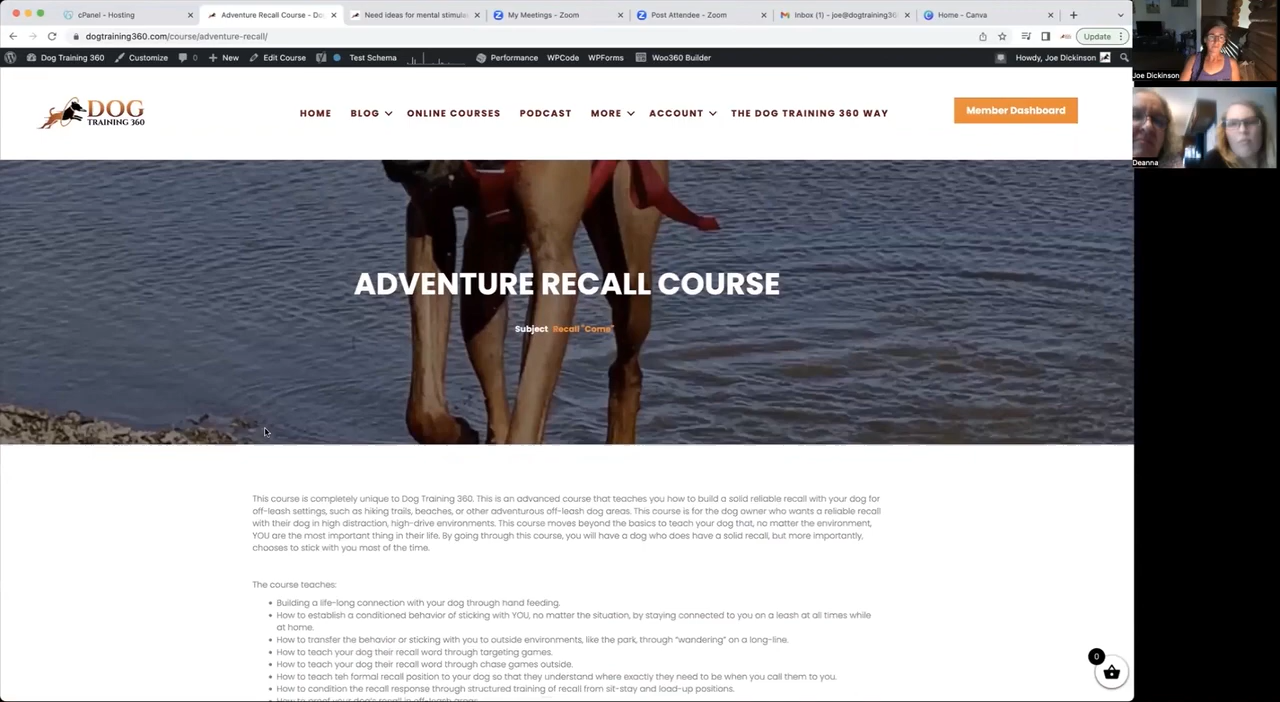 cPanel - Hosting
Adventure Recall Course - Do
Need ideas for mental stimula
My Meetings - Zoom
Post Attendee - Zoom
Inbox (1) - joe@dogtraining36
Home - Canva
dogtraining360.com/course/adventure-recall/
Update
Dog Training 360
Customize
0
New
Edit Course
Test Schema
Performance
WPCode
WPForms
Woo360 Builder
Howdy, Joe Dickinson
DOG
TRAINING 360
HOME
BLOG
ONLINE COURSES
PODCAST
MORE
ACCOUNT
THE DOG TRAINING 360 WAY
Member Dashboard
Joe Dickinson
Deanna
ADVENTURE RECALL COURSE
Subject Recall "Come"
This course is completely unique to Dog Training 360. This is an advanced course that teaches you how to build a solid reliable recall with your dog for
off-leash settings, such as hiking trails, beaches, or other adventurous off-leash dog areas. This course is for the dog owner who wants a reliable recall
with their dog in high distraction, high-drive environments. This course moves beyond the basics to teach your dog that, no matter the environment,
YOU are the most important thing in their life. By going through this course, you will have a dog who does have a solid recall, but more importantly,
chooses to stick with you most of the time.
The course teaches:
Building a life-long connection with your dog through hand feeding.
How to establish a conditioned behavior of sticking with YOU, no matter the situation, by staying connected to you on a leash at all times while
at home.
How to transfer the behavior or sticking with you to outside environments, like the park, through "wandering" on a long-line.
How to teach your dog their recall word through targeting games.
How to teach your dog their recall word through chase games outside.
How to teach teh formal recall position to your dog so that they understand where exactly they need to be when you call them to you.
How to condition the recall response through structured training of recall from sit-stay and load-up positions.
How to proof your dog's recall in off-leash areas.
0